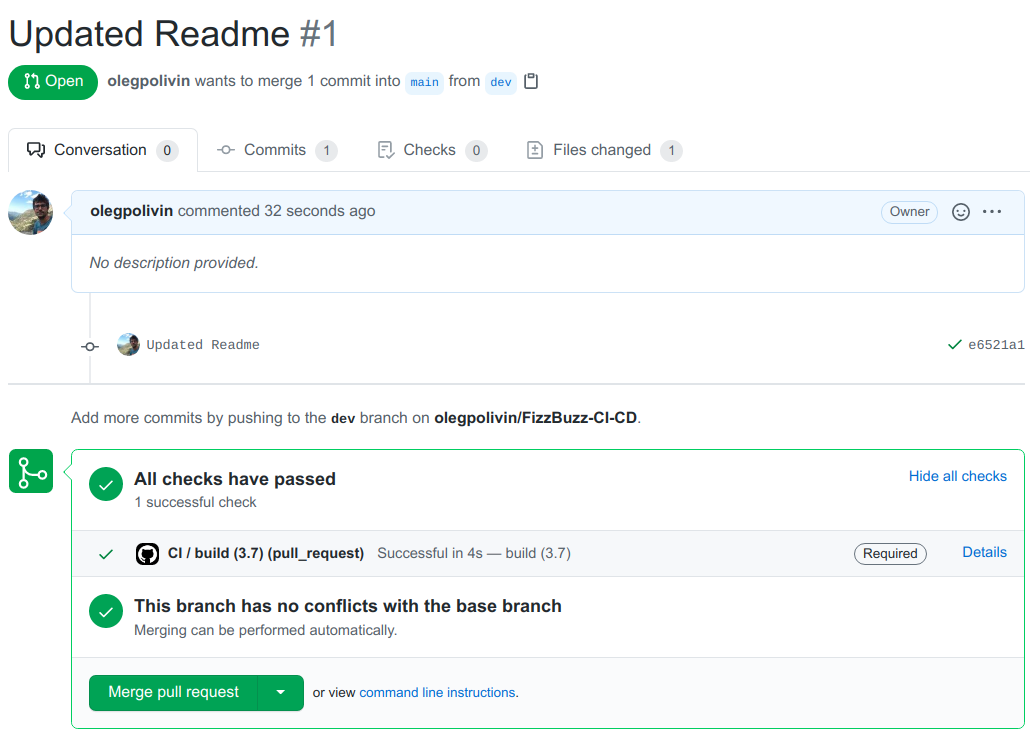 Updated Readme #1
Open olegpolivin wants to merge 1 commit into main from dev
Conversation 0 Commits 1 Checks 0 Files changed 1
olegpolivin commented 32 seconds ago Owner
No description provided.
Updated Readme e6521a1
Add more commits by pushing to the dev branch on olegpolivin/FizzBuzz-CI-CD.
All checks have passed Hide all checks
1 successful check
CI / build (3.7) (pull_request) Successful in 4s — build (3.7) Required Details
This branch has no conflicts with the base branch
Merging can be performed automatically.
Merge pull request or view command line instructions.